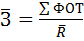 З̄ = ∑ ФОТ / R̄